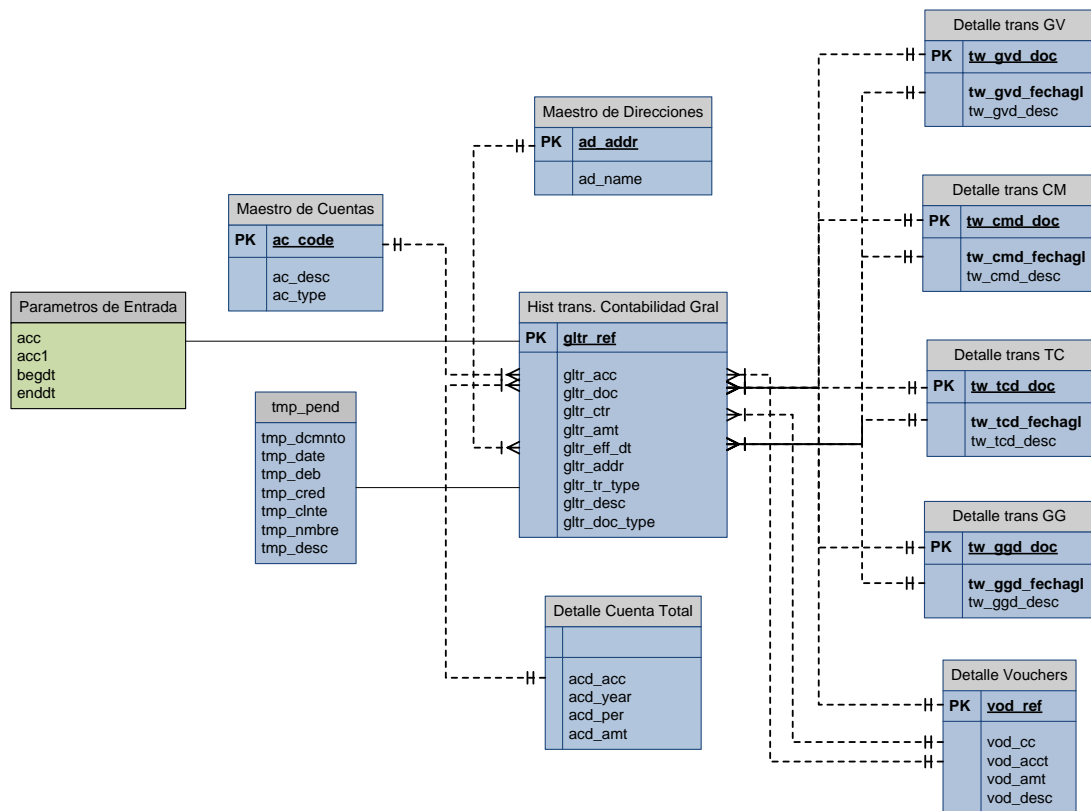 Detalle trans GV
PK tw_gvd_doc
tw_gvd_fechagl
tw_gvd_desc
Maestro de Direcciones
PK ad_addr
ad_name
Detalle trans CM
PK tw_cmd_doc
tw_cmd_fechagl
tw_cmd_desc
Maestro de Cuentas
PK ac_code
ac_desc
ac_type
Parametros de Entrada
acc
acc1
begdt
enddt
Hist trans. Contabilidad Gral
PK gltr_ref
gltr_acc
gltr_doc
gltr_ctr
gltr_amt
gltr_eff_dt
gltr_addr
gltr_tr_type
gltr_desc
gltr_doc_type
Detalle trans TC
PK tw_tcd_doc
tw_tcd_fechagl
tw_tcd_desc
tmp_pend
tmp_dcmnto
tmp_date
tmp_deb
tmp_cred
tmp_clnte
tmp_nmbre
tmp_desc
Detalle trans GG
PK tw_ggd_doc
tw_ggd_fechagl
tw_ggd_desc
Detalle Cuenta Total
acd_acc
acd_year
acd_per
acd_amt
Detalle Vouchers
PK vod_ref
vod_cc
vod_acct
vod_amt
vod_desc